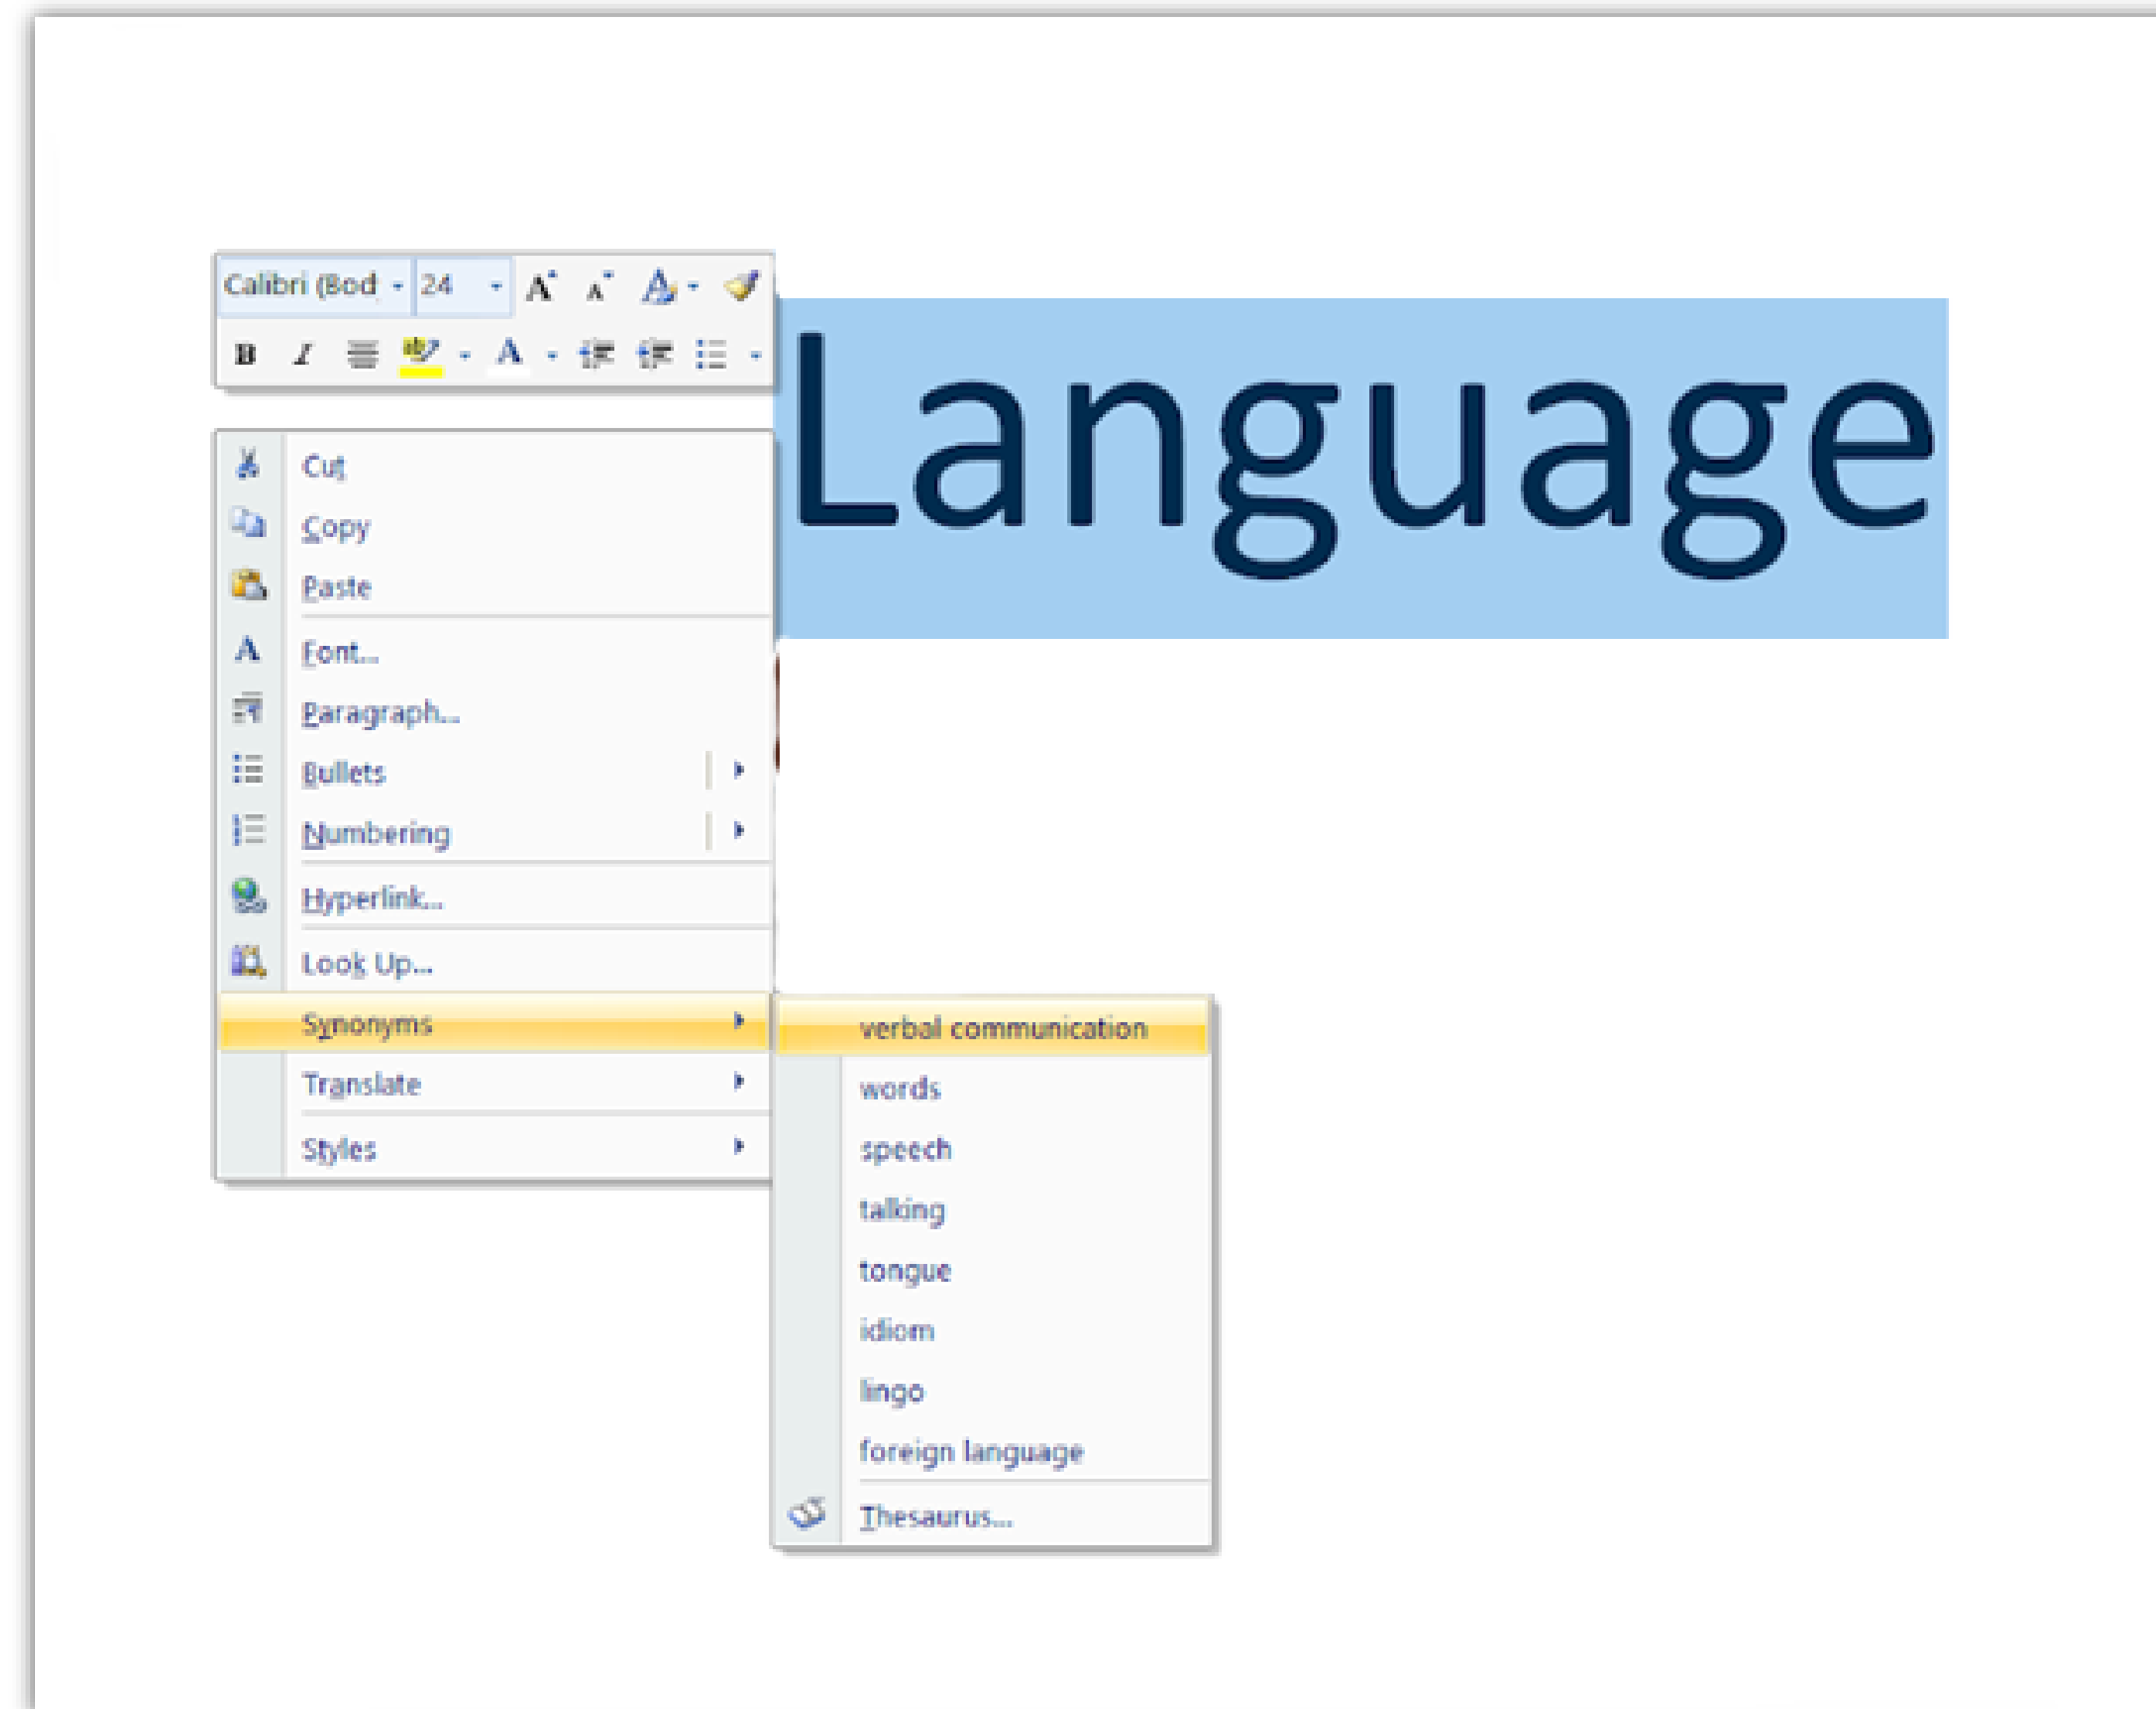 Calibri (Bod 24
Language
Cut
Copy
Paste
Font...
Paragraph...
Bullets
Numbering
Hyperlink...
Look Up...
Synonyms
Translate
Styles
verbal communication
words
speech
talking
tongue
idiom
lingo
foreign language
Thesaurus...